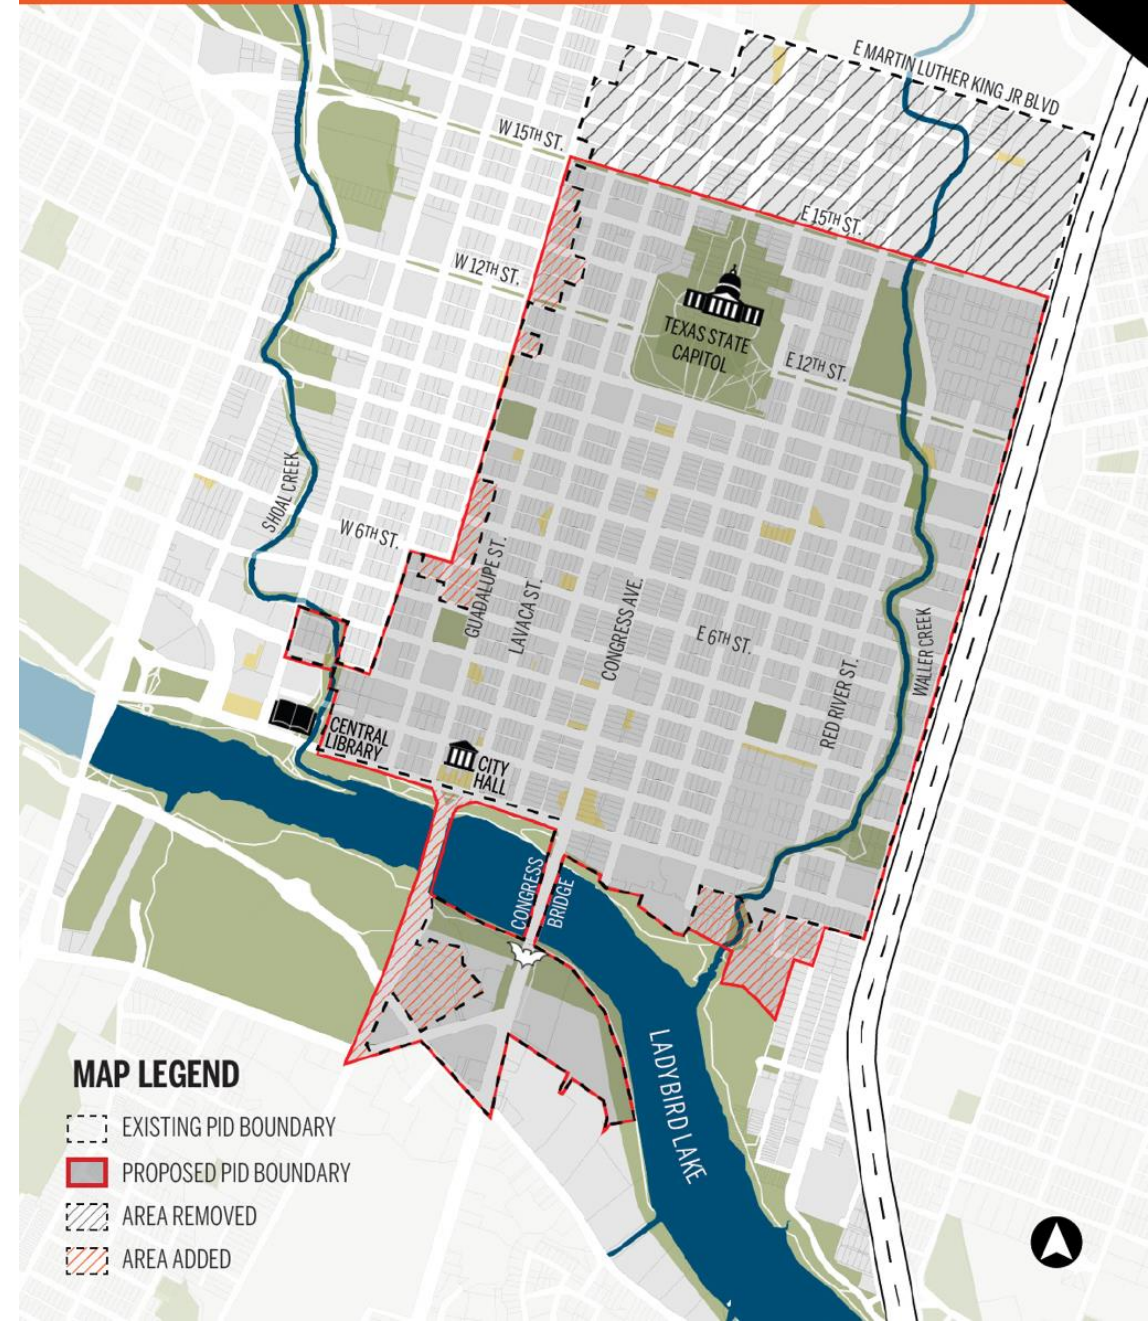 E MARTIN LUTHER KING JR BLVD
W 15TH ST.
E 15TH ST.
W 12TH ST.
TEXAS STATE
CAPITOL
E 12TH ST.
SHOAL CREEK
W 6TH ST.
GUADALUPE ST.
LAVACA ST.
CONGRESS AVE.
E 6TH ST.
RED RIVER ST.
WALLER CREEK
CENTRAL
LIBRARY
CITY
HALL
CONGRESS
BRIDGE
LADYBIRD LAKE
MAP LEGEND
EXISTING PID BOUNDARY
PROPOSED PID BOUNDARY
AREA REMOVED
AREA ADDED